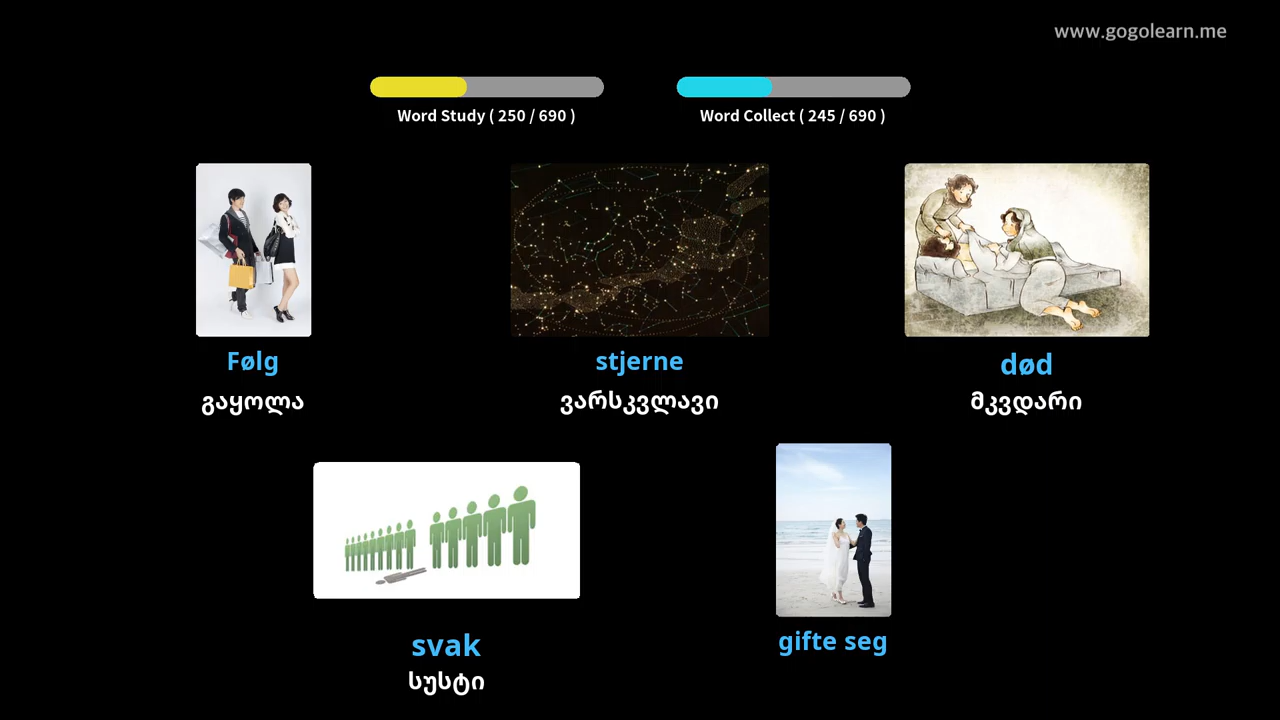 www.gogolearn.me
Word Study ( 250 / 690 )
Word Collect ( 245 / 690 )
Følg
გაყოლა
stjerne
ვარსკვლავი
død
მკვდარი
svak
სუსტი
gifte seg